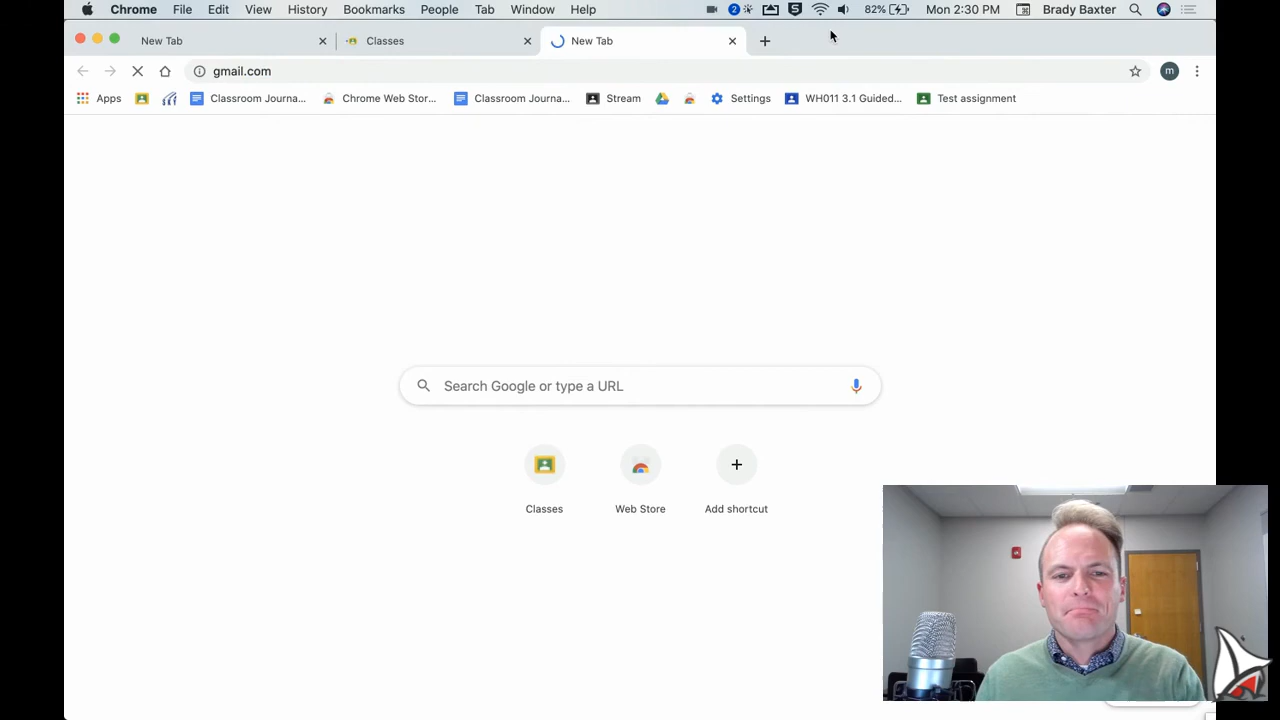 Chrome File Edit View History Bookmarks People Tab Window Help 2 82% Mon 2:30 PM Brady Baxter
New Tab Classes New Tab
gmail.com m
Apps Classroom Journa... Chrome Web Stor... Classroom Journa... Stream Settings WH011 3.1 Guided... Test assignment
Search Google or type a URL
Classes Web Store Add shortcut